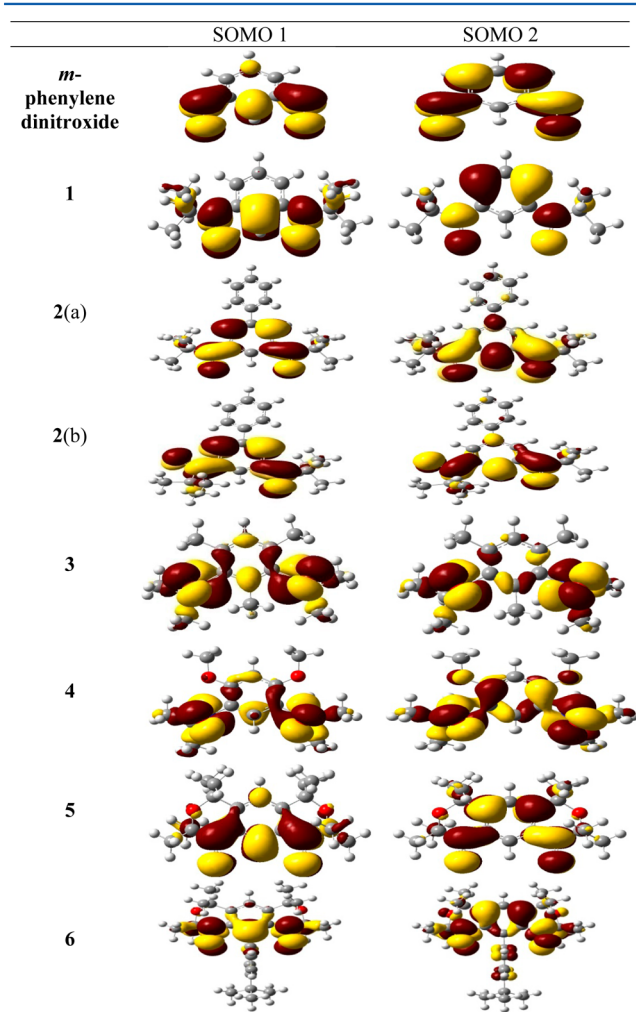 SOMO 1 SOMO 2
m-
phenylene
dinitroxide
1
2(a)
2(b)
3
4
5
6